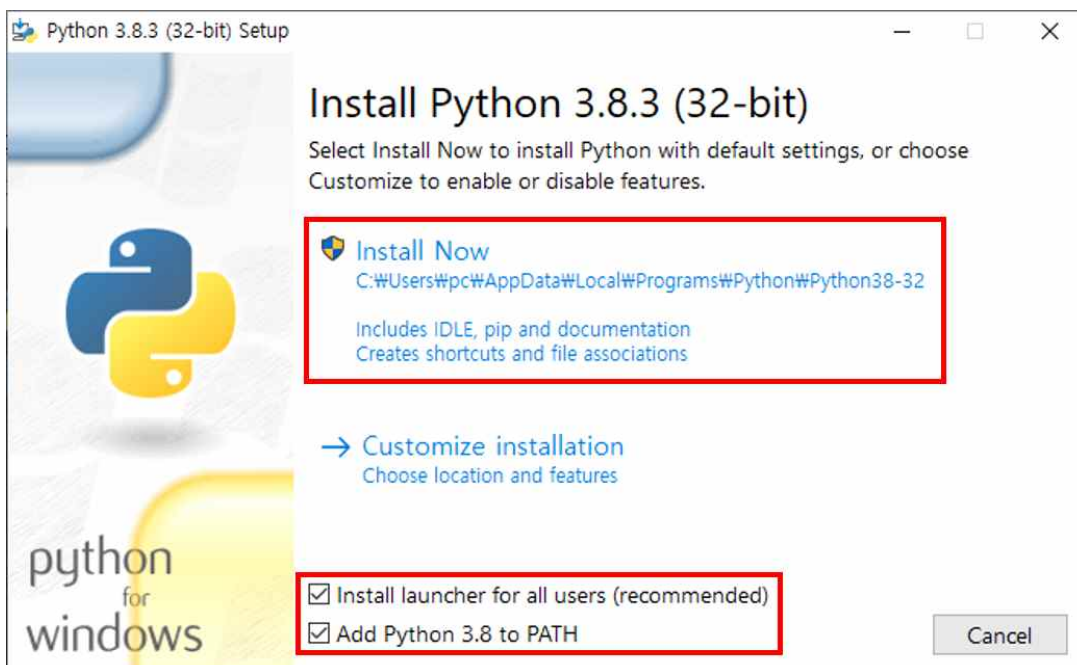 Python 3.8.3 (32-bit) Setup
Install Python 3.8.3 (32-bit)
Select Install Now to install Python with default settings, or choose
Customize to enable or disable features.
Install Now
C:₩Users₩pc₩AppData₩Local₩Programs₩Python₩Python38-32
Includes IDLE, pip and documentation
Creates shortcuts and file associations
→ Customize installation
Choose location and features
python
for
windows
Install launcher for all users (recommended)
Add Python 3.8 to PATH
Cancel